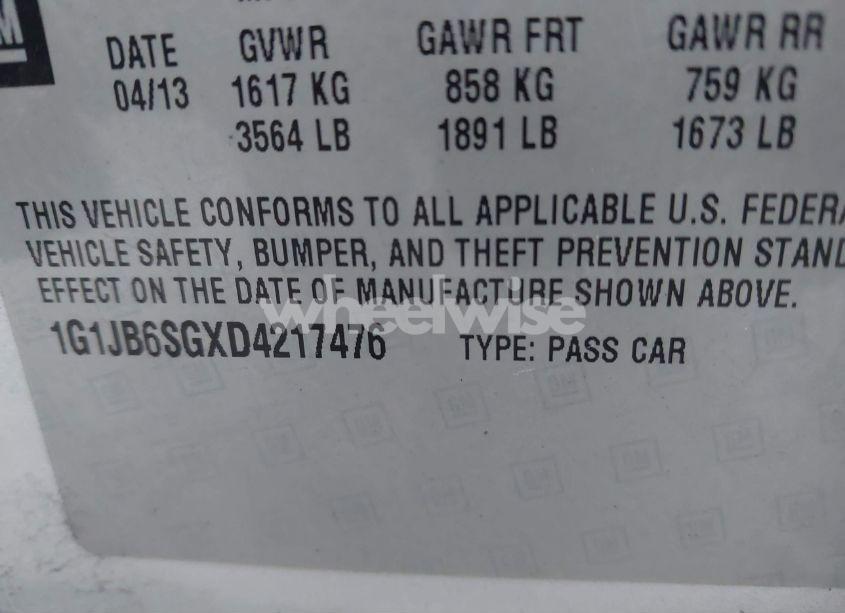 DATE GVWR GAWR FRT GAWR RR
04/13 1617 KG 858 KG 759 KG
3564 LB 1891 LB 1673 LB
THIS VEHICLE CONFORMS TO ALL APPLICABLE U.S. FEDERA
VEHICLE SAFETY, BUMPER, AND THEFT PREVENTION STAND
EFFECT ON THE DATE OF MANUFACTURE SHOWN ABOVE.
wheelwise
1G1JB6SGXD4217476 TYPE: PASS CAR